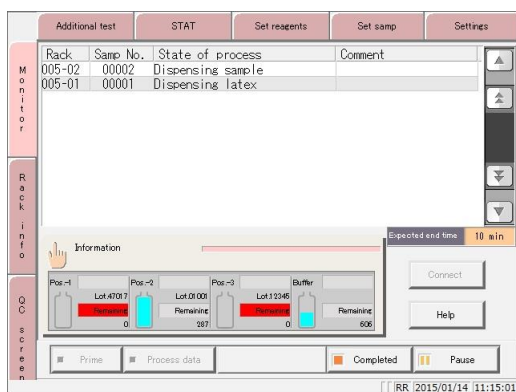 Additional test STAT Set reagents Set samp Settings
Monitor
Rack info
QC screen
Rack Samp No. State of process Comment
005-02 00002 Dispensing sample
005-01 00001 Dispensing latex
Expected end time 10 min
Information
Pos.-1 Pos.-2 Pos.-3 Buffer
Lot.47017 Lot.01001 Lot.12345
Remaining Remaining Remaining Remaining
0 287 0 606
Connect
Help
Prime Process data Completed Pause
RR 2015/01/14 11:15:01